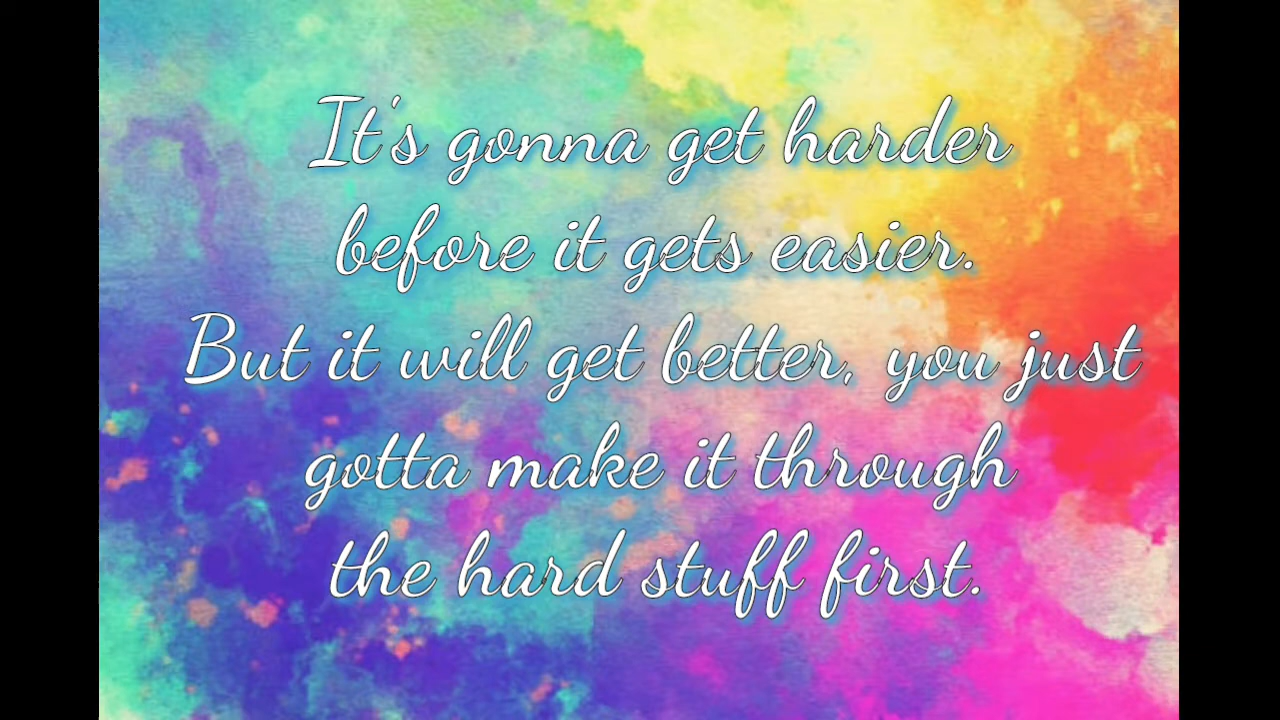 It's gonna get harder
before it gets easier.
But it will get better, you just
gotta make it through
the hard stuff first.